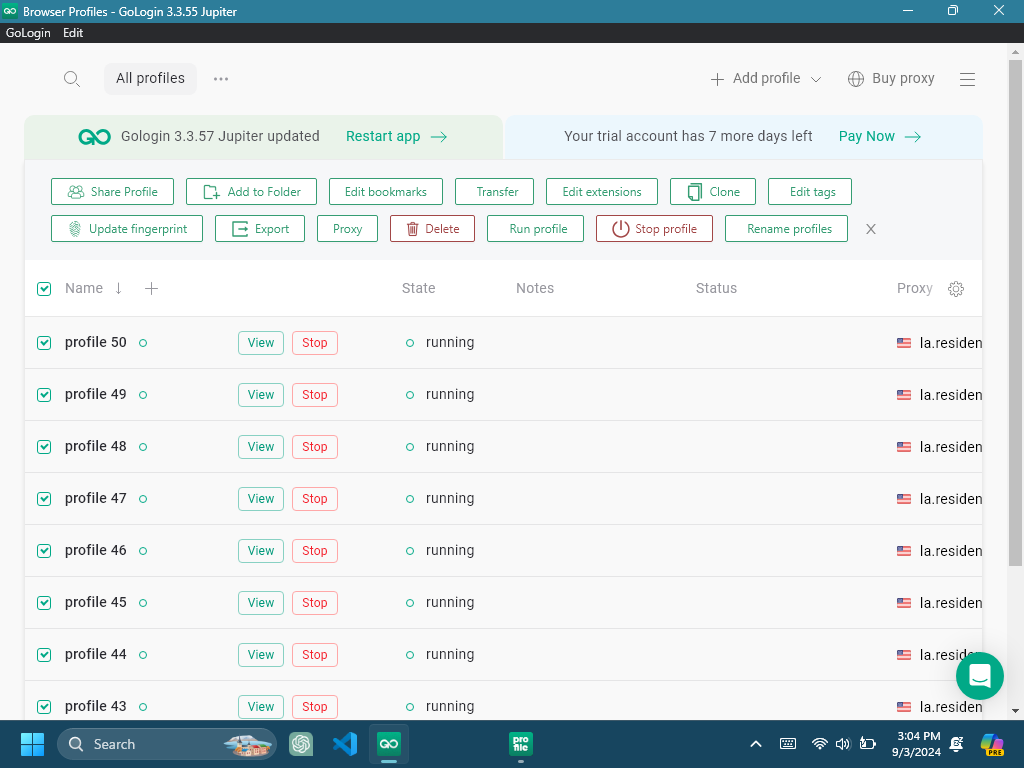 Browser Profiles - GoLogin 3.3.55 Jupiter
GoLogin Edit
All profiles Add profile Buy proxy
Gologin 3.3.57 Jupiter updated Restart app Your trial account has 7 more days left Pay Now
Share Profile Add to Folder Edit bookmarks Transfer Edit extensions Clone Edit tags
Update fingerprint Export Proxy Delete Run profile Stop profile Rename profiles
Name State Notes Status Proxy
profile 50 View Stop running la.residen
profile 49 View Stop running la.residen
profile 48 View Stop running la.residen
profile 47 View Stop running la.residen
profile 46 View Stop running la.residen
profile 45 View Stop running la.residen
profile 44 View Stop running la.reside
profile 43 View Stop running la.residen
Search pro file PRE 3:04 PM
9/3/2024